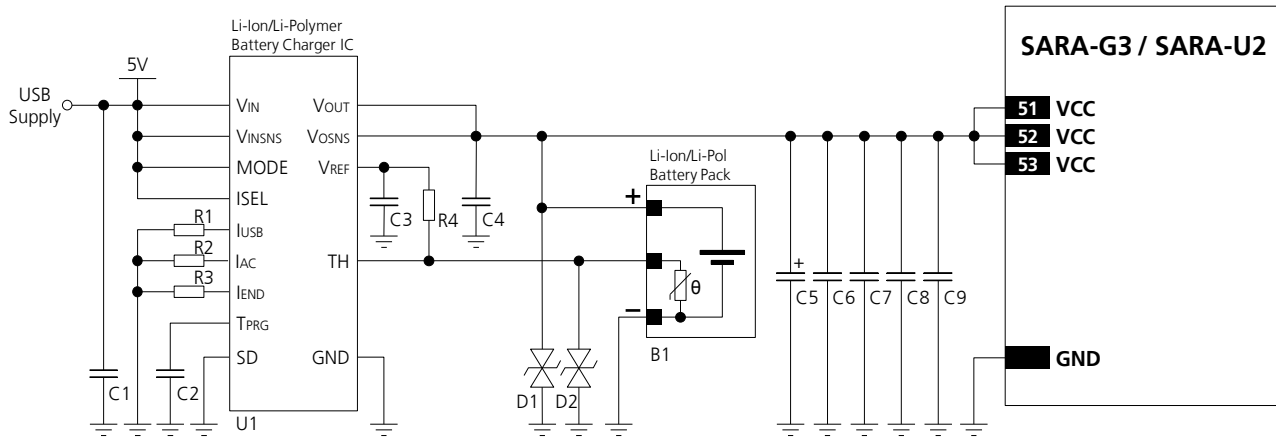 Li-Ion/Li-Polymer
Battery Charger IC
SARA-G3 / SARA-U2
5V
USB
Supply
VIN
VINSNS
MODE
ISEL
IUSB
IAC
IEND
TPRG
SD
VOUT
VOSNS
VREF
TH
GND
R1
R2
R3
C1
C2
U1
C3
R4
C4
D1
D2
Li-Ion/Li-Pol
Battery Pack
+
θ
–
B1
+
C5
C6
C7
C8
C9
51 VCC
52 VCC
53 VCC
GND